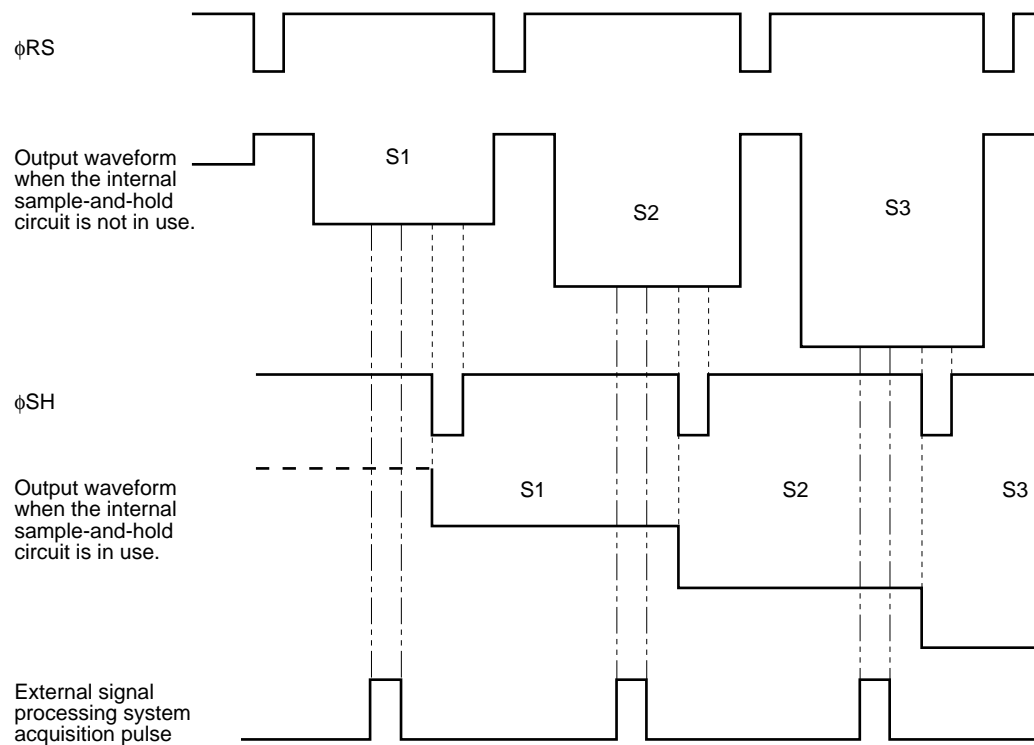 φRS
Output waveform
when the internal
sample-and-hold
circuit is not in use.
S1
S2
S3
φSH
Output waveform
when the internal
sample-and-hold
circuit is in use.
S1
S2
S3
External signal
processing system
acquisition pulse